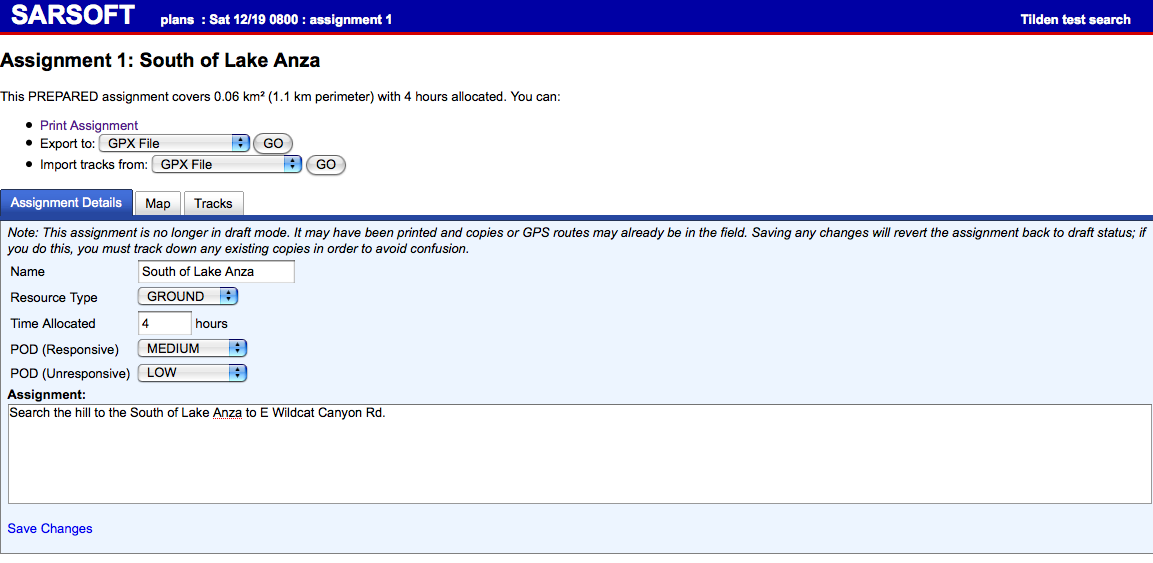 SARSOFT plans : Sat 12/19 0800 : assignment 1 Tilden test search
Assignment 1: South of Lake Anza
This PREPARED assignment covers 0.06 km² (1.1 km perimeter) with 4 hours allocated. You can:
Print Assignment
Export to: GPX File GO
Import tracks from: GPX File GO
Assignment Details Map Tracks
Note: This assignment is no longer in draft mode. It may have been printed and copies or GPS routes may already be in the field. Saving any changes will revert the assignment back to draft status; if
you do this, you must track down any existing copies in order to avoid confusion.
Name South of Lake Anza
Resource Type GROUND
Time Allocated 4 hours
POD (Responsive) MEDIUM
POD (Unresponsive) LOW
Assignment:
Search the hill to the South of Lake Anza to E Wildcat Canyon Rd.
Save Changes